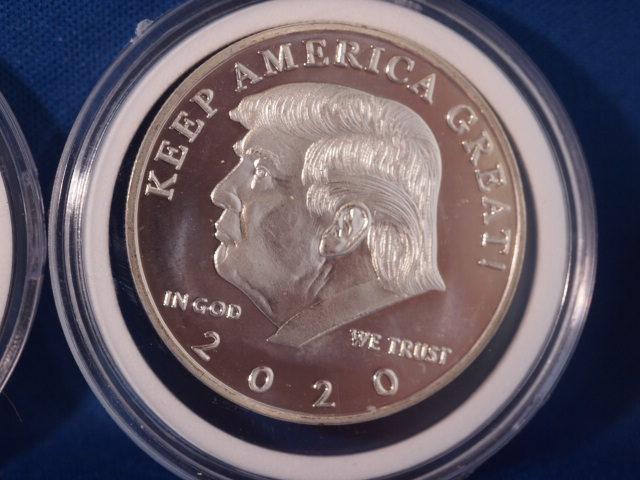 KEEP AMERICA GREAT!
IN GOD
WE TRUST
2020